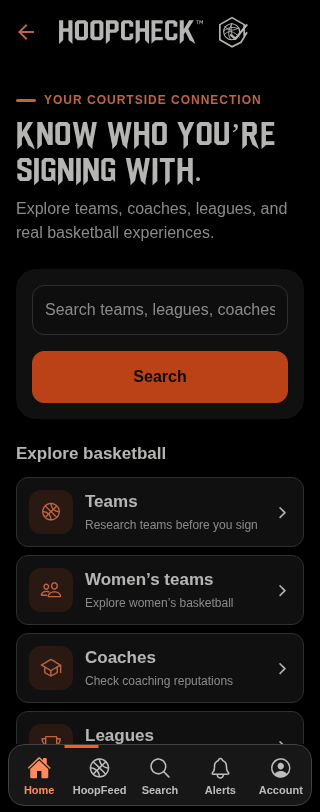 HOOPCHECK™
YOUR COURTSIDE CONNECTION
KNOW WHO YOU’RE
SIGNING WITH.
Explore teams, coaches, leagues, and
real basketball experiences.
Search teams, leagues, coaches
Search
Explore basketball
Teams
Research teams before you sign
Women’s teams
Explore women’s basketball
Coaches
Check coaching reputations
Leagues
Home
HoopFeed
Search
Alerts
Account